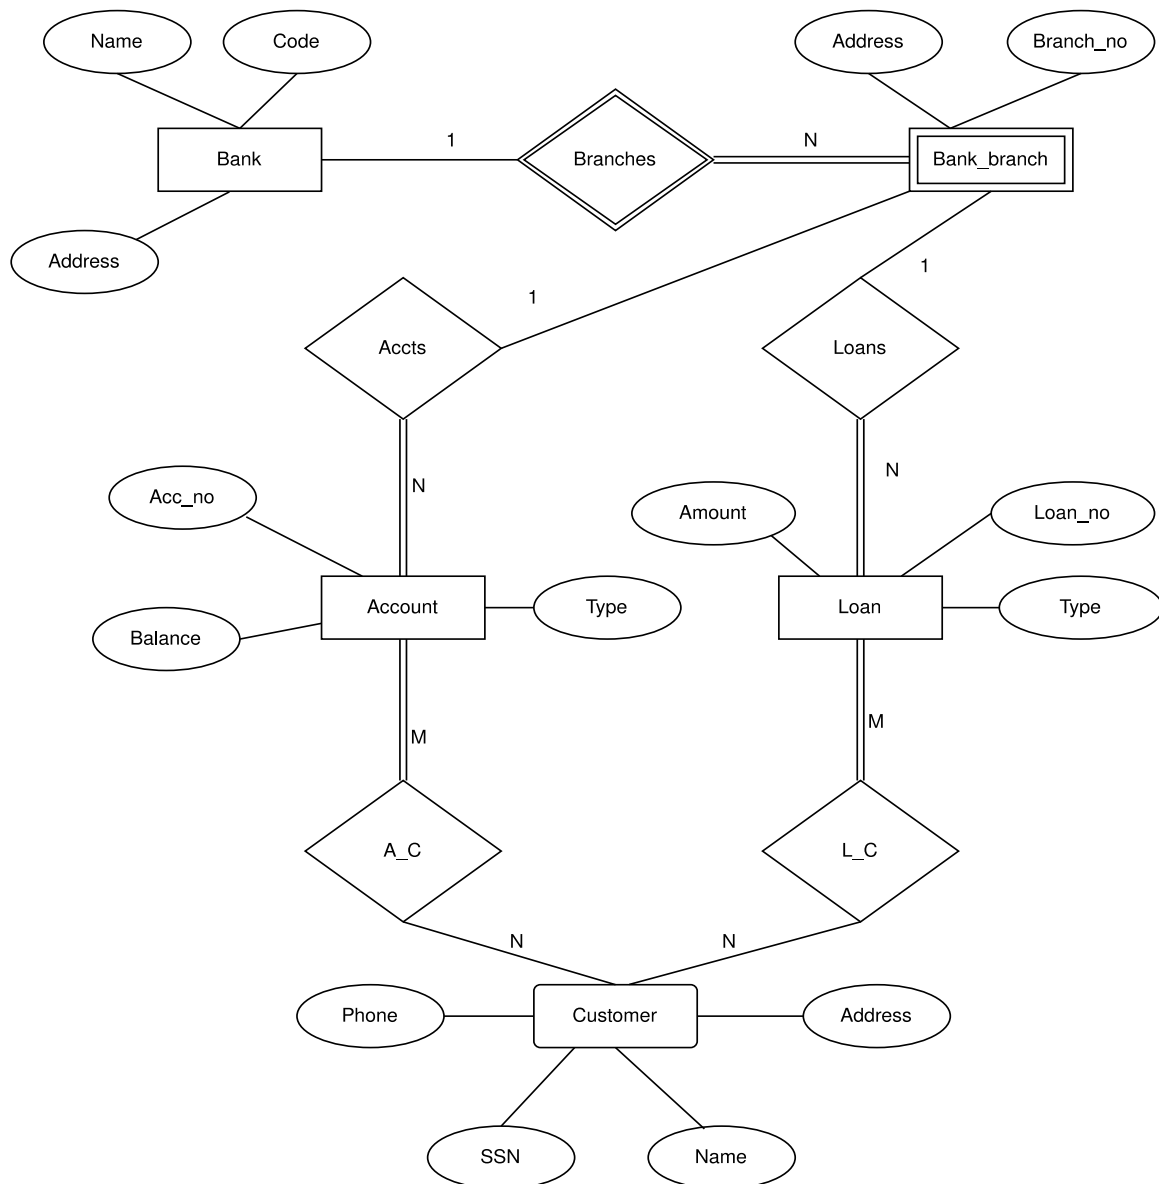 Name
Code
Address
Branch_no
Bank
1
Branches
N
Bank_branch
Address
1
1
Accts
Loans
N
N
Acc_no
Amount
Loan_no
Account
Type
Loan
Type
Balance
M
M
A_C
L_C
N
N
Phone
Customer
Address
SSN
Name